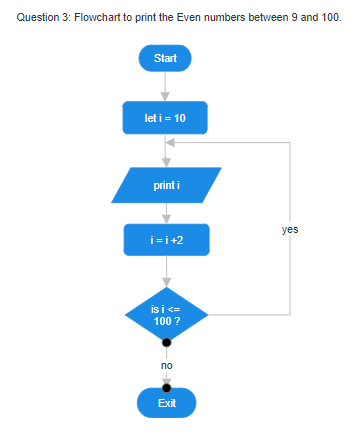 Question 3: Flowchart to print the Even numbers between 9 and 100.
Start
let i = 10
print i
i = i +2
yes
is i <=
100 ?
no
Exit